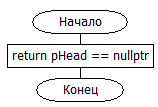 Начало
return pHead == nullptr
Конец